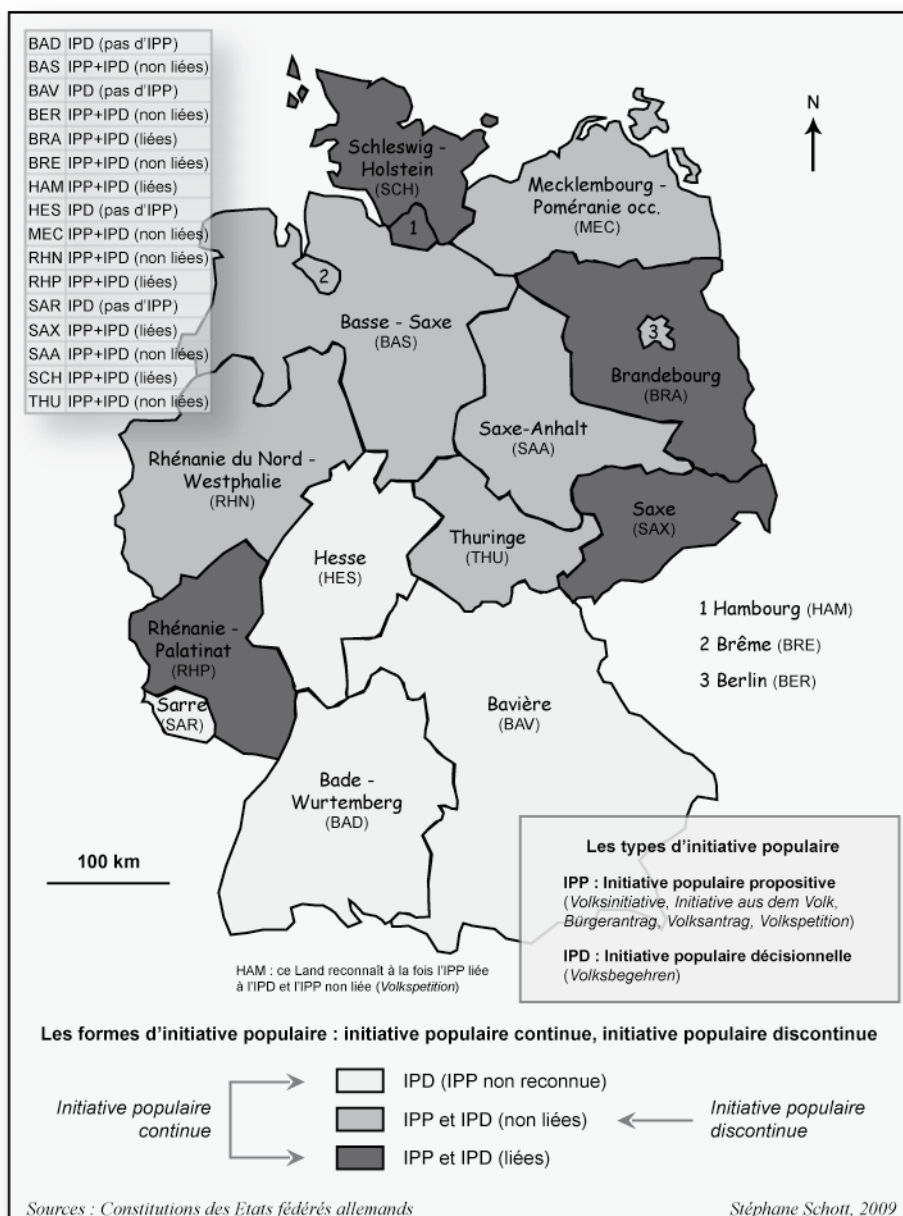 BAD IPD (pas d'IPP)
BAS IPP+IPD (non liées)
BAV IPD (pas d'IPP)
BER IPP+IPD (non liées)
BRA IPP+IPD (liées)
BRE IPP+IPD (non liées)
HAM IPP+IPD (liées)
HES IPD (pas d'IPP)
MEC IPP+IPD (non liées)
RHN IPP+IPD (non liées)
RHP IPP+IPD (liées)
SAR IPD (pas d'IPP)
SAX IPP+IPD (liées)
SAA IPP+IPD (non liées)
SCH IPP+IPD (liées)
THU IPP+IPD (non liées)
N
Schleswig -
Holstein
(SCH)
Mecklembourg -
Poméranie occ.
(MEC)
1
2
Basse - Saxe
(BAS)
3
Brandebourg
(BRA)
Saxe-Anhalt
(SAA)
Rhénanie du Nord -
Westphalie
(RHN)
Saxe
(SAX)
Thuringe
(THU)
Hesse
(HES)
1 Hambourg (HAM)
2 Brême (BRE)
3 Berlin (BER)
Rhénanie -
Palatinat
(RHP)
Sarre
(SAR)
Bavière
(BAV)
Bade -
Wurtemberg
(BAD)
100 km
Les types d'initiative populaire
IPP : Initiative populaire propositive
(Volksinitiative, Initiative aus dem Volk,
Bürgerantrag, Volksantrag, Volkspetition)
IPD : Initiative populaire décisionnelle
(Volksbegehren)
HAM : ce Land reconnaît à la fois l'IPP liée
à l'IPD et l'IPP non liée (Volkspetition)
Les formes d'initiative populaire : initiative populaire continue, initiative populaire discontinue
Initiative populaire
continue
IPD (IPP non reconnue)
IPP et IPD (non liées)
IPP et IPD (liées)
Initiative populaire
discontinue
Sources : Constitutions des Etats fédérés allemands
Stéphane Schott, 2009